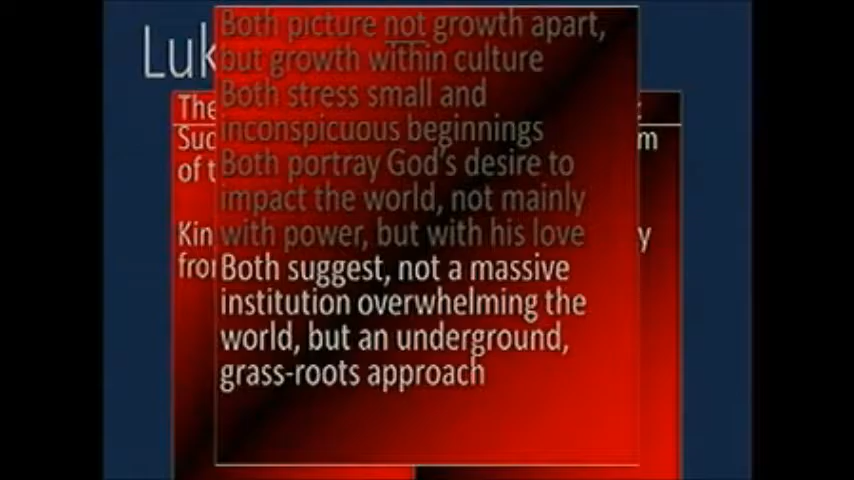 Luk
Both picture not growth apart,
but growth within culture
Both stress small and
inconspicuous beginnings
Both portray God's desire to
impact the world, not mainly
with power, but with his love
Both suggest, not a massive
institution overwhelming the
world, but an underground,
grass-roots approach
The :
Suc m
of t
Kin y
from